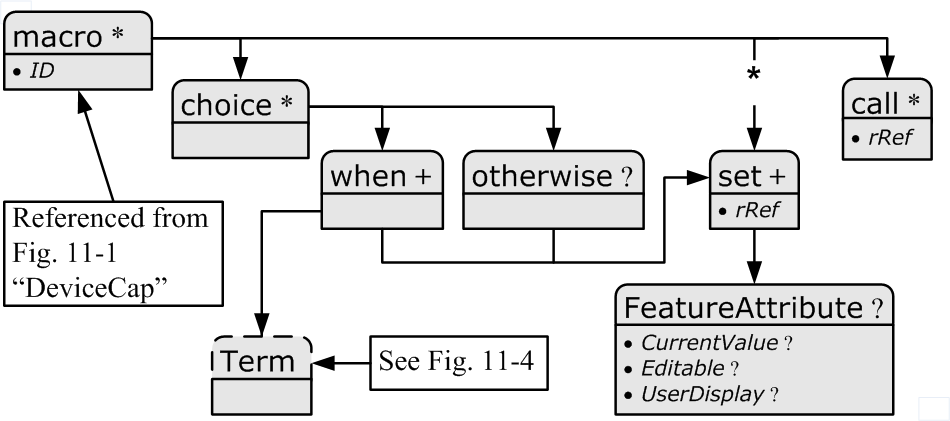 macro *
• ID
choice *
*
call *
• rRef
when +
otherwise ?
set +
• rRef
Referenced from
Fig. 11-1
“DeviceCap”
FeatureAttribute ?
• CurrentValue ?
• Editable ?
• UserDisplay ?
Term
See Fig. 11-4